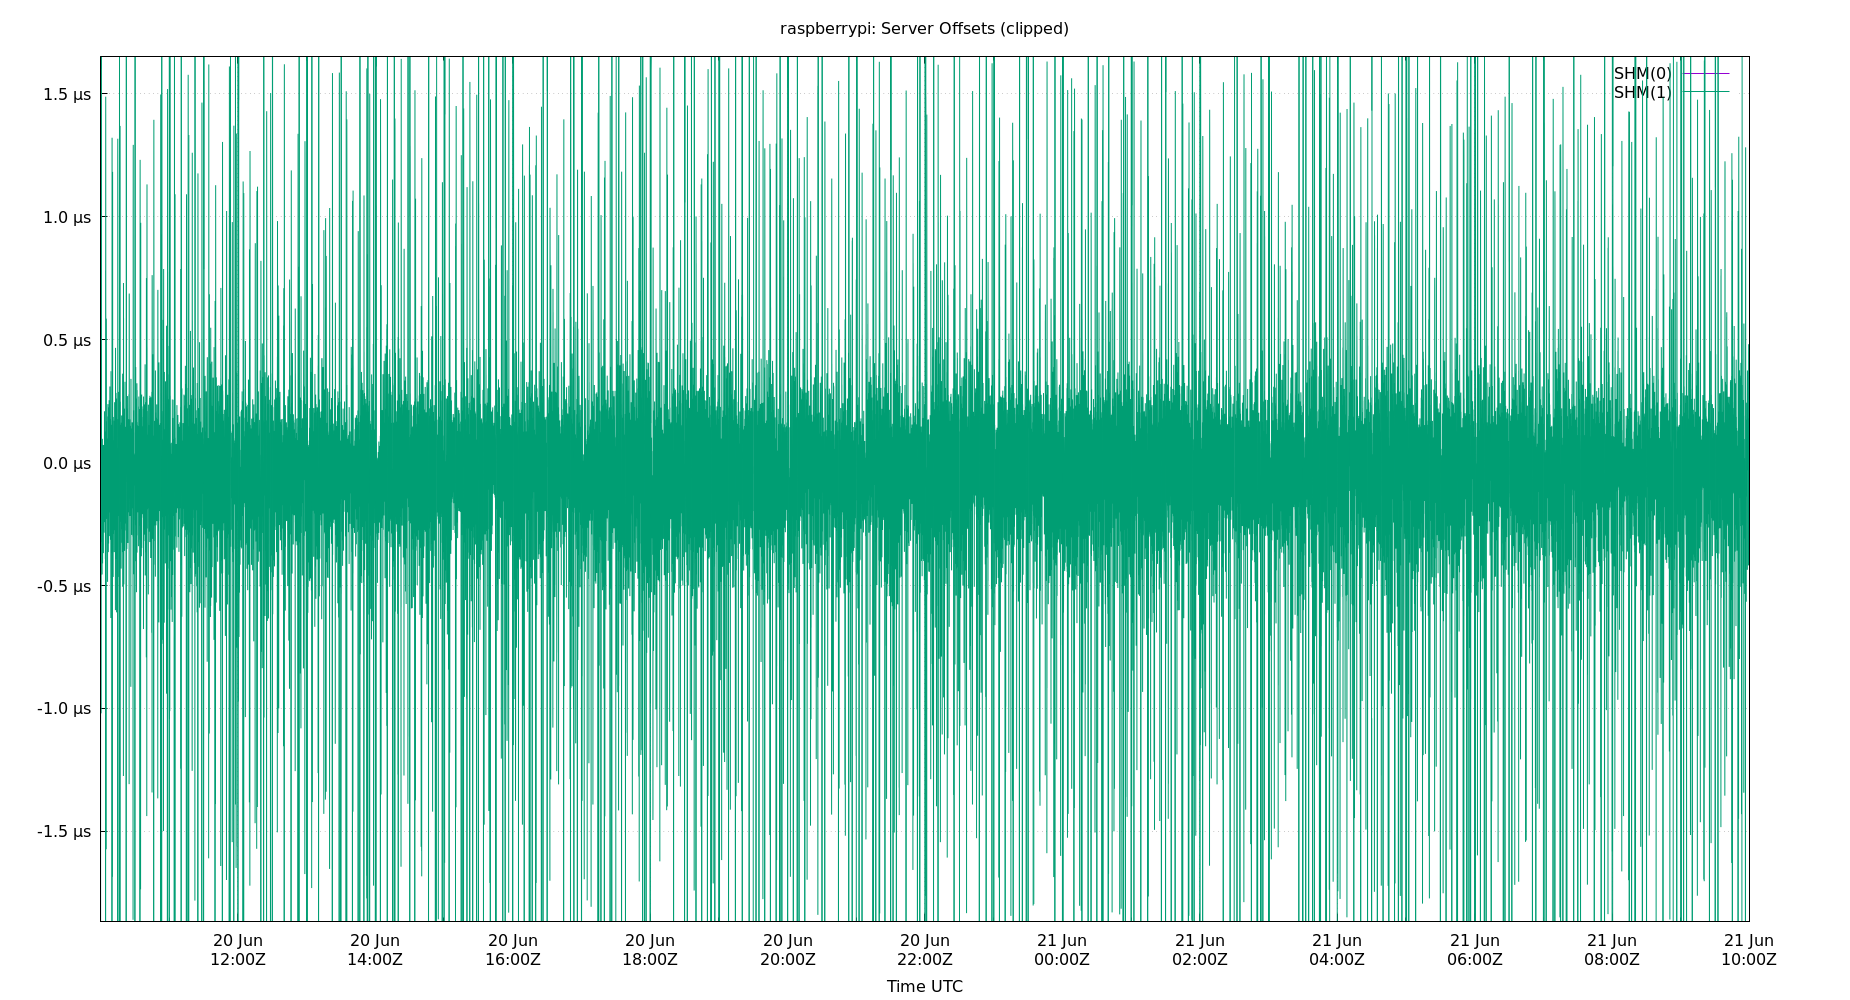 raspberrypi: Server Offsets (clipped)
SHM(0)
SHM(1)
1.5 µs
1.0 µs
0.5 µs
0.0 µs
-0.5 µs
-1.0 µs
-1.5 µs
20 Jun 20 Jun 20 Jun 20 Jun 20 Jun 20 Jun 21 Jun 21 Jun 21 Jun 21 Jun 21 Jun 21 Jun
12:00Z 14:00Z 16:00Z 18:00Z 20:00Z 22:00Z 00:00Z 02:00Z 04:00Z 06:00Z 08:00Z 10:00Z
Time UTC